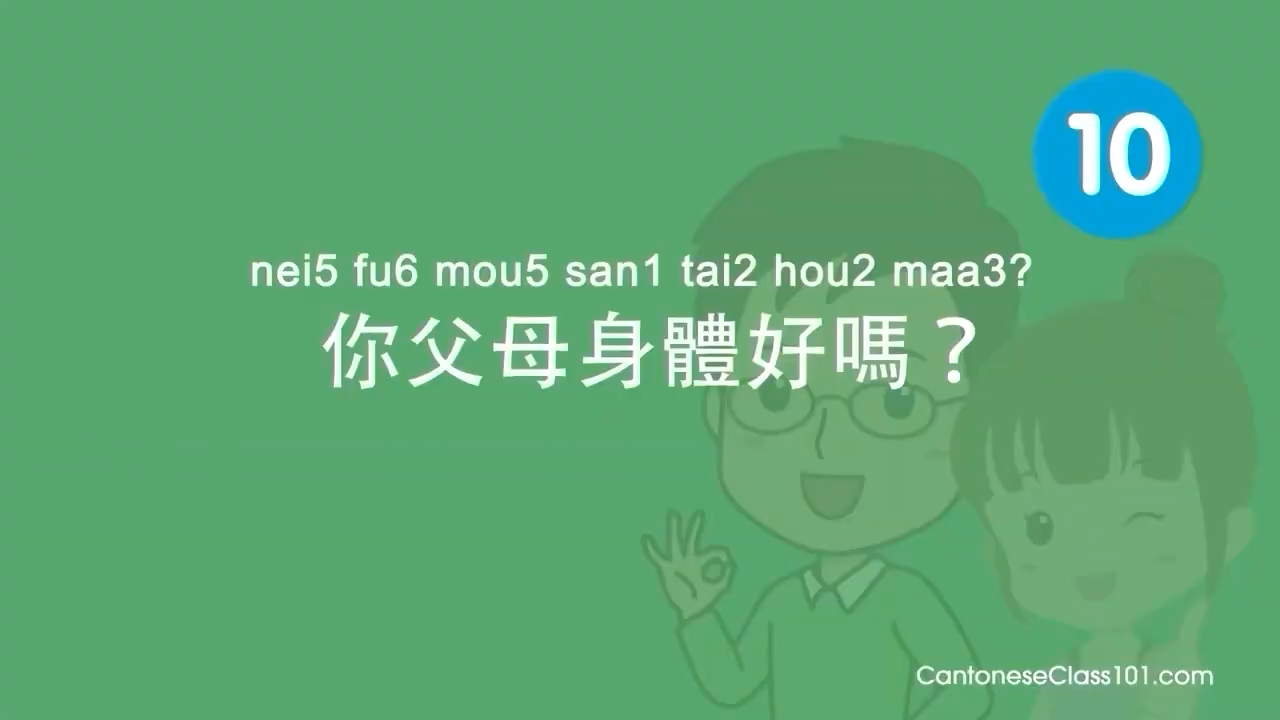 10
nei5 fu6 mou5 san1 tai2 hou2 maa3?
你父母身體好嗎？
CantoneseClass101.com